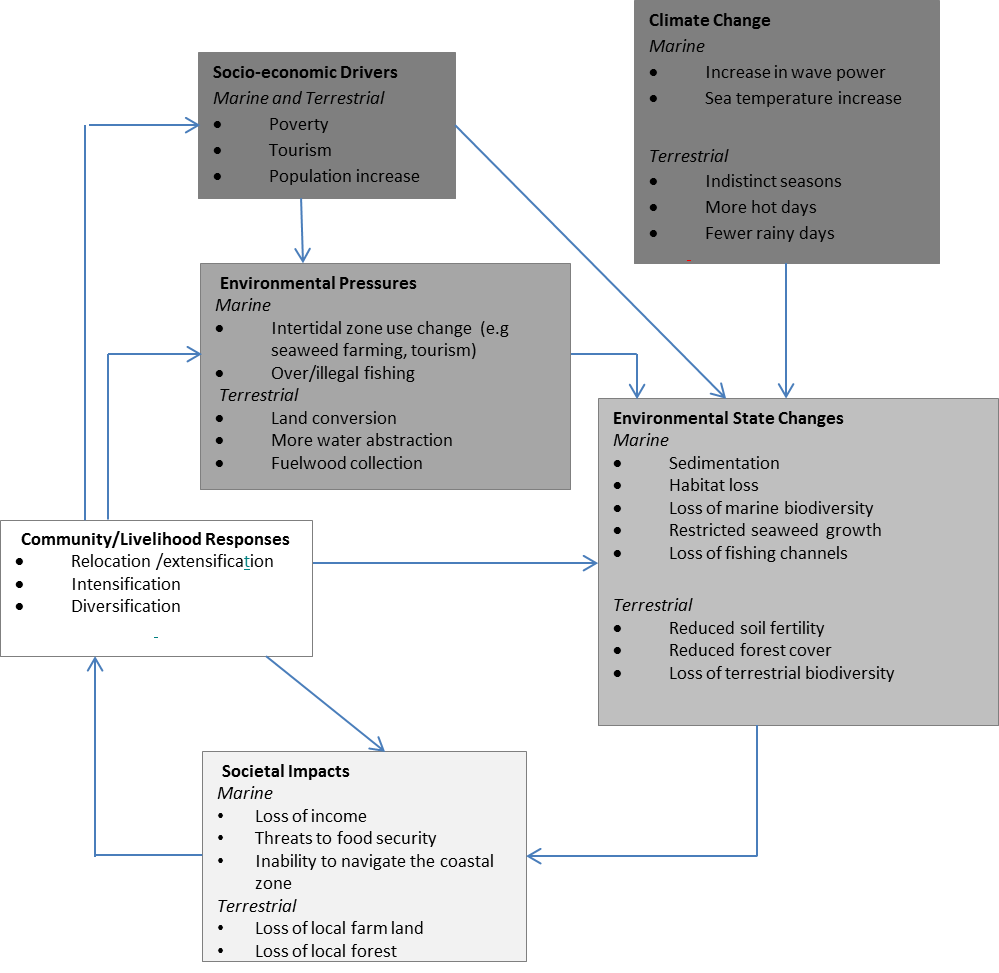 Climate Change
Marine
● Increase in wave power
● Sea temperature increase
Terrestrial
● Indistinct seasons
● More hot days
● Fewer rainy days
Socio-economic Drivers
Marine and Terrestrial
● Poverty
● Tourism
● Population increase
Environmental Pressures
Marine
● Intertidal zone use change (e.g
seaweed farming, tourism)
● Over/illegal fishing
Terrestrial
● Land conversion
● More water abstraction
● Fuelwood collection
Environmental State Changes
Marine
● Sedimentation
● Habitat loss
● Loss of marine biodiversity
● Restricted seaweed growth
● Loss of fishing channels
Terrestrial
● Reduced soil fertility
● Reduced forest cover
● Loss of terrestrial biodiversity
Community/Livelihood Responses
● Relocation /extensification
● Intensification
● Diversification
Societal Impacts
Marine
• Loss of income
• Threats to food security
• Inability to navigate the coastal
zone
Terrestrial
• Loss of local farm land
• Loss of local forest